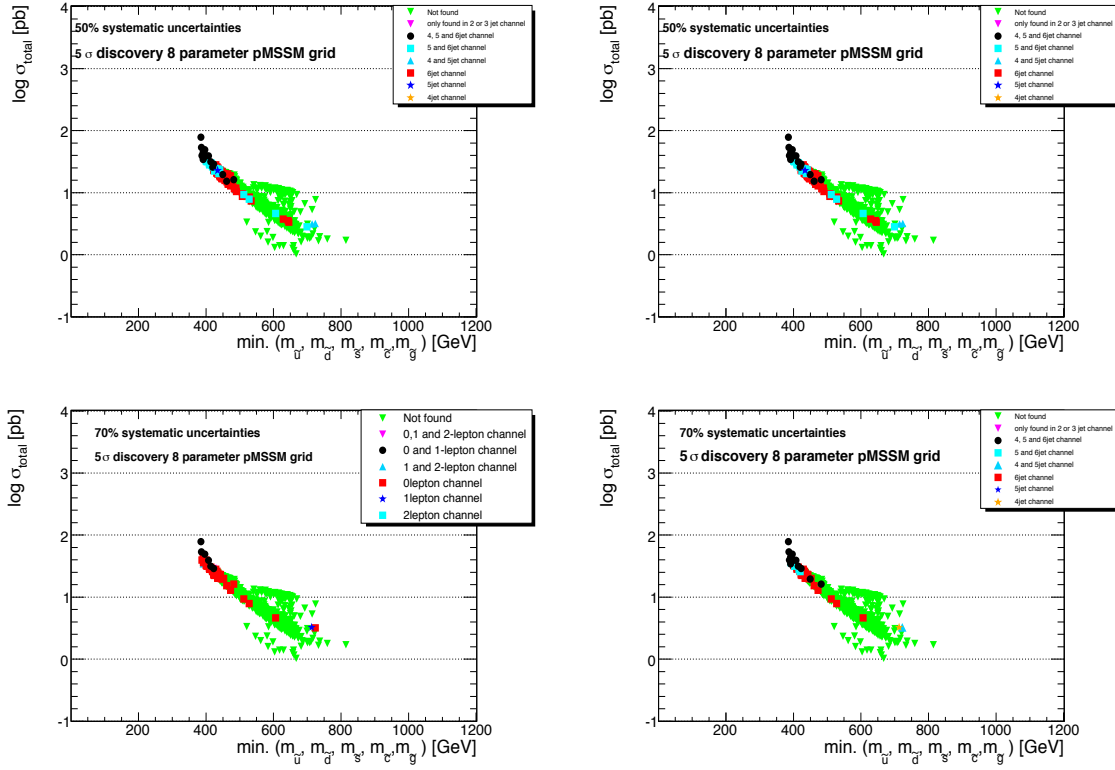 50% systematic uncertainties
5 σ discovery 8 parameter pMSSM grid
Not found
only found in 2 or 3 jet channel
4, 5 and 6jet channel
5 and 6jet channel
4 and 5jet channel
6jet channel
5jet channel
4jet channel
log σtotal [pb]
4
3
2
1
0
-1
200 400 600 800 1000 1200
min. (mũ, md̃, ms̃, mc̃,mg̃ ) [GeV]
50% systematic uncertainties
5 σ discovery 8 parameter pMSSM grid
Not found
only found in 2 or 3 jet channel
4, 5 and 6jet channel
5 and 6jet channel
4 and 5jet channel
6jet channel
5jet channel
4jet channel
log σtotal [pb]
4
3
2
1
0
-1
200 400 600 800 1000 1200
min. (mũ, md̃, ms̃, mc̃,mg̃ ) [GeV]
70% systematic uncertainties
5 σ discovery 8 parameter pMSSM grid
Not found
0,1 and 2-lepton channel
0 and 1-lepton channel
1 and 2-lepton channel
0lepton channel
1lepton channel
2lepton channel
log σtotal [pb]
4
3
2
1
0
-1
200 400 600 800 1000 1200
min. (mũ, md̃, ms̃, mc̃,mg̃ ) [GeV]
70% systematic uncertainties
5 σ discovery 8 parameter pMSSM grid
Not found
only found in 2 or 3 jet channel
4, 5 and 6jet channel
5 and 6jet channel
4 and 5jet channel
6jet channel
5jet channel
4jet channel
log σtotal [pb]
4
3
2
1
0
-1
200 400 600 800 1000 1200
min. (mũ, md̃, ms̃, mc̃,mg̃ ) [GeV]